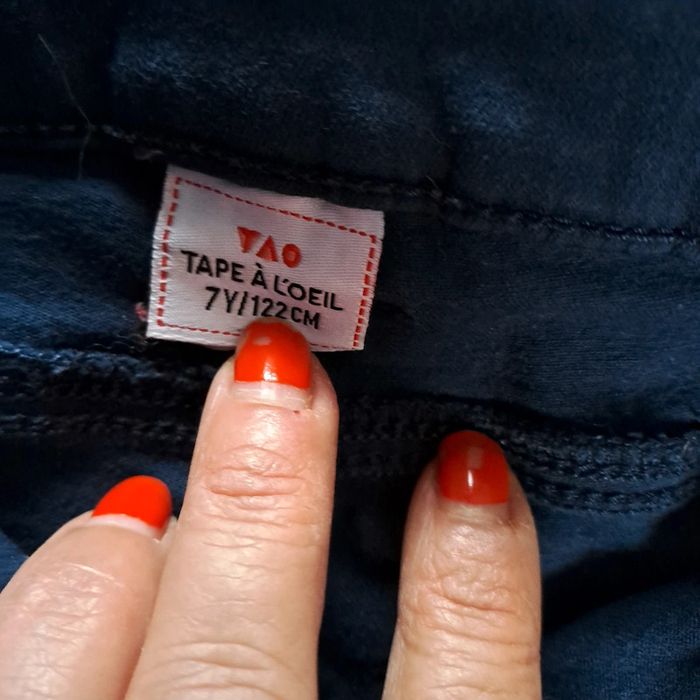 TAO
TAPE À L'OEIL
7Y/122CM